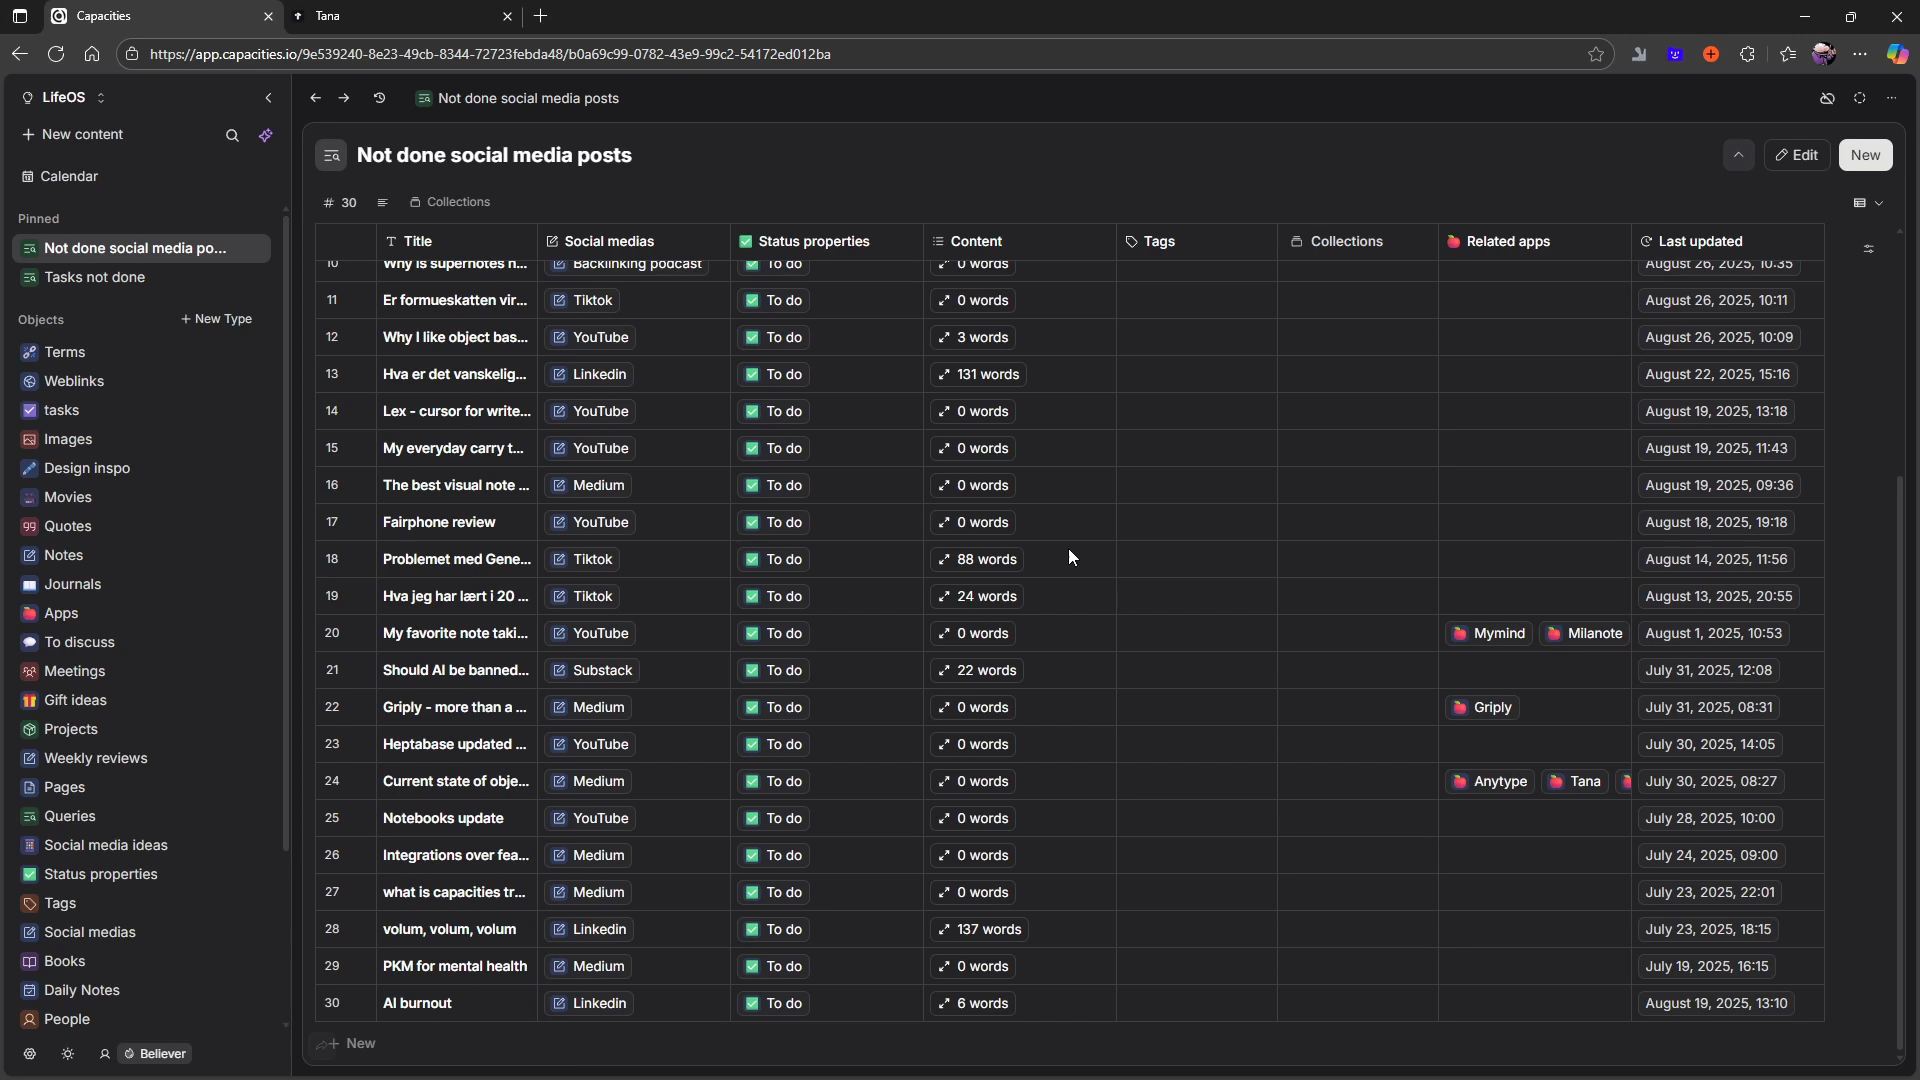 Capacities
Tana
https://app.capacities.io/9e539240-8e23-49cb-8344-72723febda48/b0a69c99-0782-43e9-99c2-54172ed012ba
LifeOS
Not done social media posts
New content
Not done social media posts
Edit
New
Calendar
# 30
Collections
Pinned
Not done social media po...
Tasks not done
Objects
+ New Type
Terms
Weblinks
tasks
Images
Design inspo
Movies
Quotes
Notes
Journals
Apps
To discuss
Meetings
Gift ideas
Projects
Weekly reviews
Pages
Queries
Social media ideas
Status properties
Tags
Social medias
Books
Daily Notes
People
Believer
Title Social medias Status properties Content Tags Collections Related apps Last updated
10 Why is supernotes n... Backlinking podcast To do 0 words August 26, 2025, 10:35
11 Er formueskatten vir... Tiktok To do 0 words August 26, 2025, 10:11
12 Why I like object bas... YouTube To do 3 words August 26, 2025, 10:09
13 Hva er det vanskelig... Linkedin To do 131 words August 22, 2025, 15:16
14 Lex - cursor for write... YouTube To do 0 words August 19, 2025, 13:18
15 My everyday carry t... YouTube To do 0 words August 19, 2025, 11:43
16 The best visual note ... Medium To do 0 words August 19, 2025, 09:36
17 Fairphone review YouTube To do 0 words August 18, 2025, 19:18
18 Problemet med Gene... Tiktok To do 88 words August 14, 2025, 11:56
19 Hva jeg har lært i 20 ... Tiktok To do 24 words August 13, 2025, 20:55
20 My favorite note taki... YouTube To do 0 words Mymind Milanote August 1, 2025, 10:53
21 Should AI be banned... Substack To do 22 words July 31, 2025, 12:08
22 Griply - more than a ... Medium To do 0 words Griply July 31, 2025, 08:31
23 Heptabase updated ... YouTube To do 0 words July 30, 2025, 14:05
24 Current state of obje... Medium To do 0 words Anytype Tana July 30, 2025, 08:27
25 Notebooks update YouTube To do 0 words July 28, 2025, 10:00
26 Integrations over fea... Medium To do 0 words July 24, 2025, 09:00
27 what is capacities tr... Medium To do 0 words July 23, 2025, 22:01
28 volum, volum, volum Linkedin To do 137 words July 23, 2025, 18:15
29 PKM for mental health Medium To do 0 words July 19, 2025, 16:15
30 AI burnout Linkedin To do 6 words August 19, 2025, 13:10
+ New